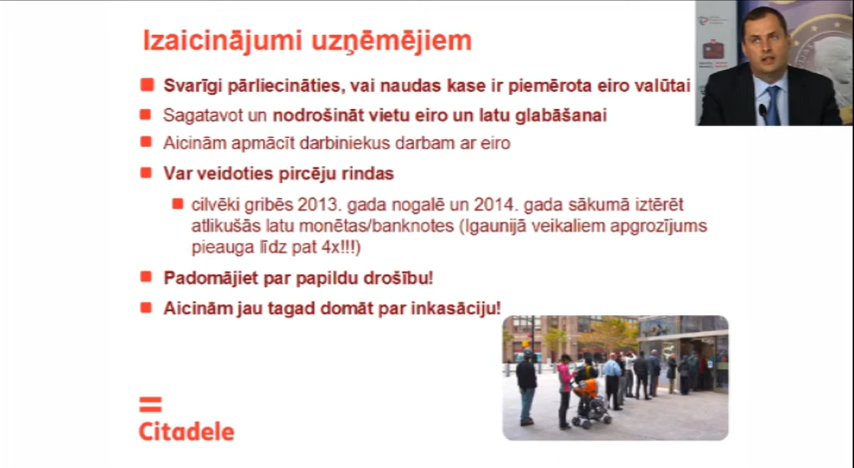 Izaicinājumi uzņēmējiem
Svarīgi pārliecināties, vai naudas kase ir piemērota eiro valūtai
Sagatavot un nodrošināt vietu eiro un latu glabāšanai
Aicinām apmācīt darbiniekus darbam ar eiro
Var veidoties pircēju rindas
cilvēki gribēs 2013. gada nogalē un 2014. gada sākumā iztērēt
atlikušās latu monētas/banknotes (Igaunijā veikaliem apgrozījums
pieauga līdz pat 4x!!!)
Padomājiet par papildu drošību!
Aicinām jau tagad domāt par inkasāciju!
Citadele